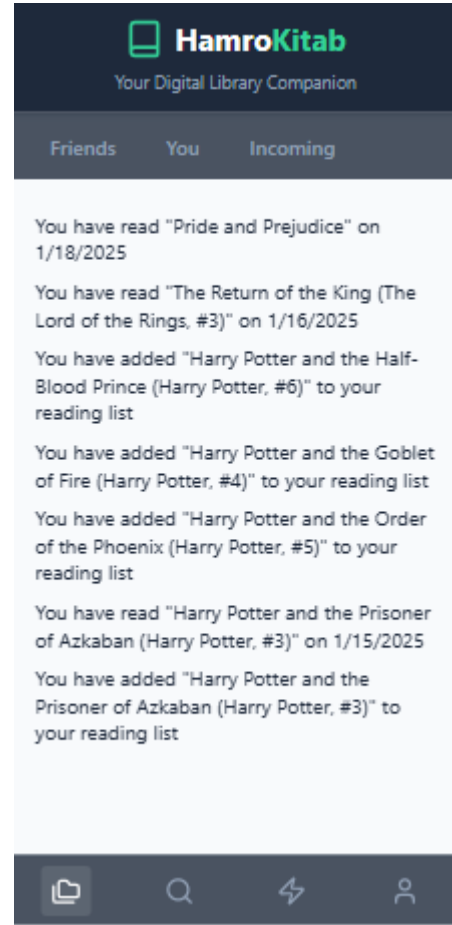 HamroKitab
Your Digital Library Companion
Friends You Incoming
You have read "Pride and Prejudice" on
1/18/2025
You have read "The Return of the King (The
Lord of the Rings, #3)" on 1/16/2025
You have added "Harry Potter and the Half-
Blood Prince (Harry Potter, #6)" to your
reading list
You have added "Harry Potter and the Goblet
of Fire (Harry Potter, #4)" to your reading list
You have added "Harry Potter and the Order
of the Phoenix (Harry Potter, #5)" to your
reading list
You have read "Harry Potter and the Prisoner
of Azkaban (Harry Potter, #3)" on 1/15/2025
You have added "Harry Potter and the
Prisoner of Azkaban (Harry Potter, #3)" to
your reading list